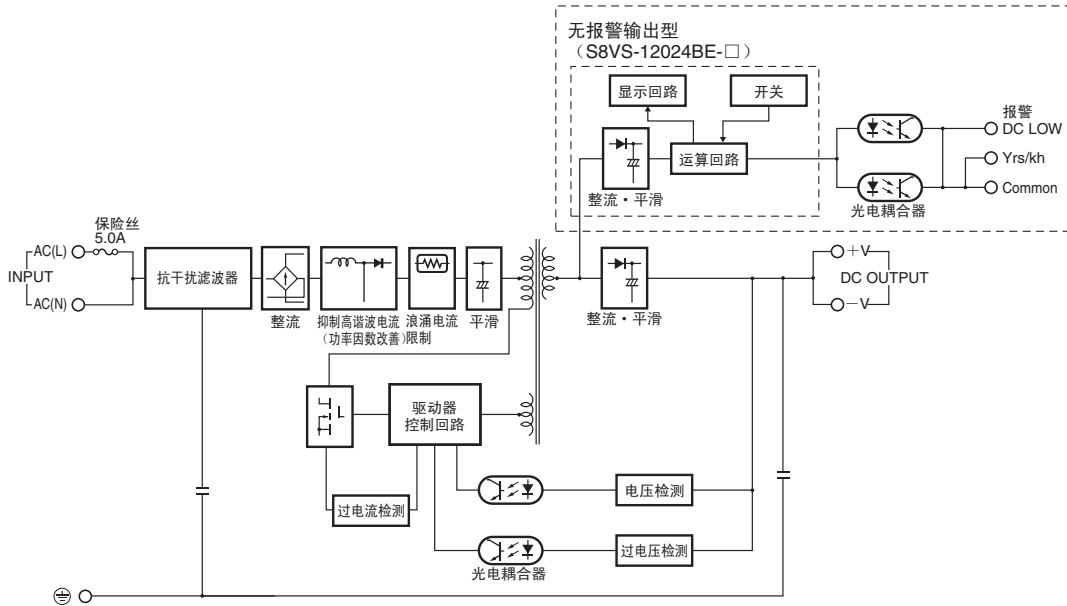 无报警输出型
（S8VS-12024BE-□）
显示回路
开关
报警
DC LOW
运算回路
Yrs/kh
整流・平滑
Common
光电耦合器
保险丝
5.0A
AC(L)
INPUT
AC(N)
抗干扰滤波器
整流
抑制高谐波电流
（功率因数改善）
浪涌电流
限制
平滑
整流・平滑
＋V
DC OUTPUT
－V
驱动器
控制回路
过电流检测
电压检测
过电压检测
光电耦合器